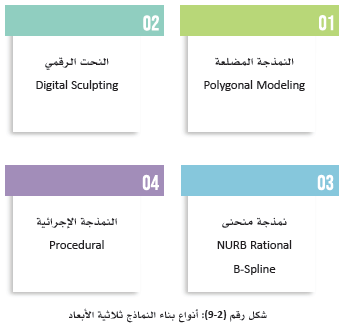 01
النمذجة المضلعة
Polygonal Modeling
02
النحت الرقمي
Digital Sculpting
03
نمذجة منحنى
NURB Rational
B-Spline
04
النمذجة الإجرائية
Procedural
شكل رقم (2-9): أنواع بناء النماذج ثلاثية الأبعاد